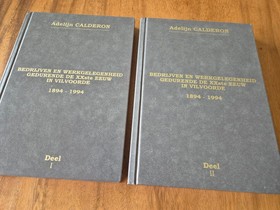 Adelijn CALDERON
BEDRIJVEN EN WERKGELEGENHEID
GEDURENDE DE XXste EEUW
IN VILVOORDE
1894 - 1994
Deel
I
Adelijn CALDERON
BEDRIJVEN EN WERKGELEGENHEID
GEDURENDE DE XXste EEUW
IN VILVOORDE
1894 - 1994
Deel
II